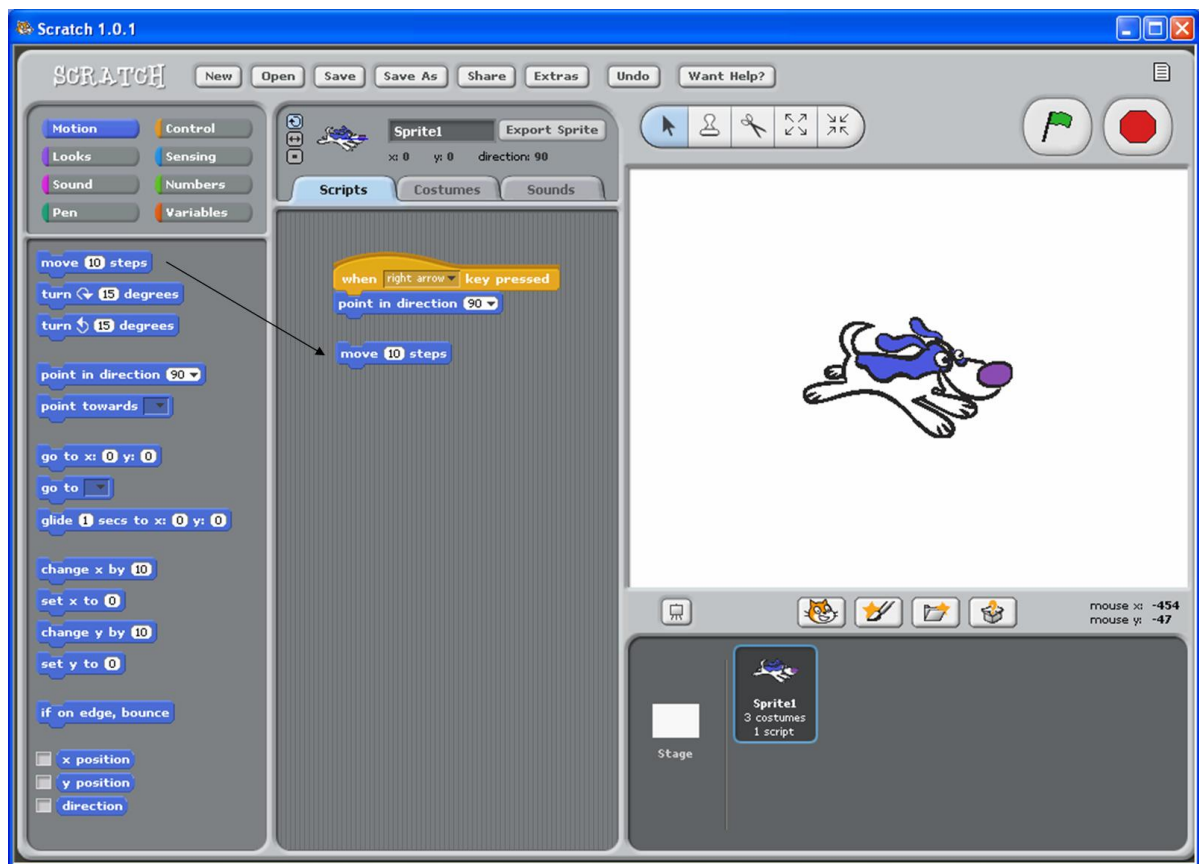 Scratch 1.0.1
SCRATCH New Open Save Save As Share Extras Undo Want Help?
Motion Control
Looks Sensing
Sound Numbers
Pen Variables
Sprite1 Export Sprite
x: 0 y: 0 direction: 90
Scripts Costumes Sounds
move 10 steps
turn 15 degrees
turn 15 degrees
point in direction 90
point towards
go to x: 0 y: 0
go to
glide 1 secs to x: 0 y: 0
change x by 10
set x to 0
change y by 10
set y to 0
if on edge, bounce
x position
y position
direction
when right arrow key pressed
point in direction 90
move 10 steps
mouse x: -454
mouse y: -47
Stage
Sprite1
3 costumes
1 script